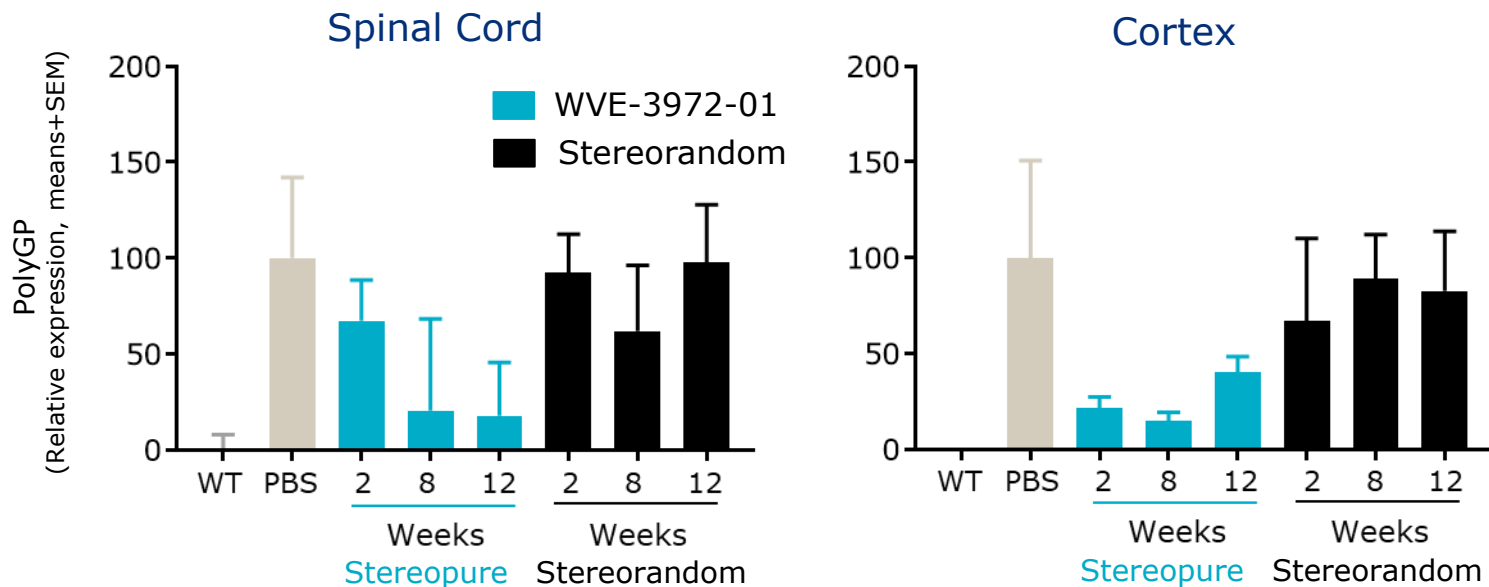 Spinal Cord
PolyGP
(Relative expression, means+SEM)
200
150
100
50
0
WVE-3972-01
Stereorandom
WT PBS 2 8 12 2 8 12
Weeks Weeks
Stereopure Stereorandom
Cortex
200
150
100
50
0
WT PBS 2 8 12 2 8 12
Weeks Weeks
Stereopure Stereorandom